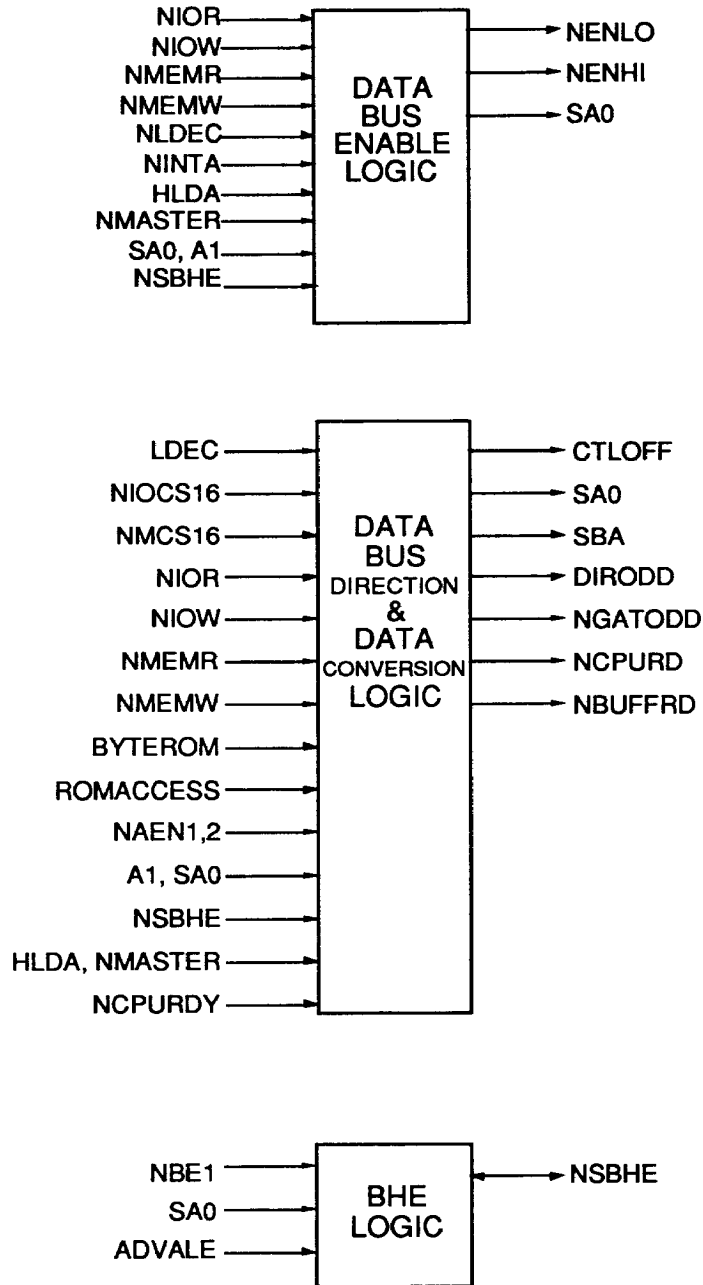 NIOR
NIOW
NMEMR
NMEMW
NLDEC
NINTA
HLDA
NMASTER
SA0, A1
NSBHE
DATA
BUS
ENABLE
LOGIC
NENLO
NENHI
SA0
LDEC
NIOCS16
NMCS16
NIOR
NIOW
NMEMR
NMEMW
BYTEROM
ROMACCESS
NAEN1,2
A1, SA0
NSBHE
HLDA, NMASTER
NCPURDY
DATA
BUS
DIRECTION
&
DATA
CONVERSION
LOGIC
CTLOFF
SA0
SBA
DIRODD
NGATODD
NCPURD
NBUFFRD
NBE1
SA0
ADVALE
BHE
LOGIC
NSBHE